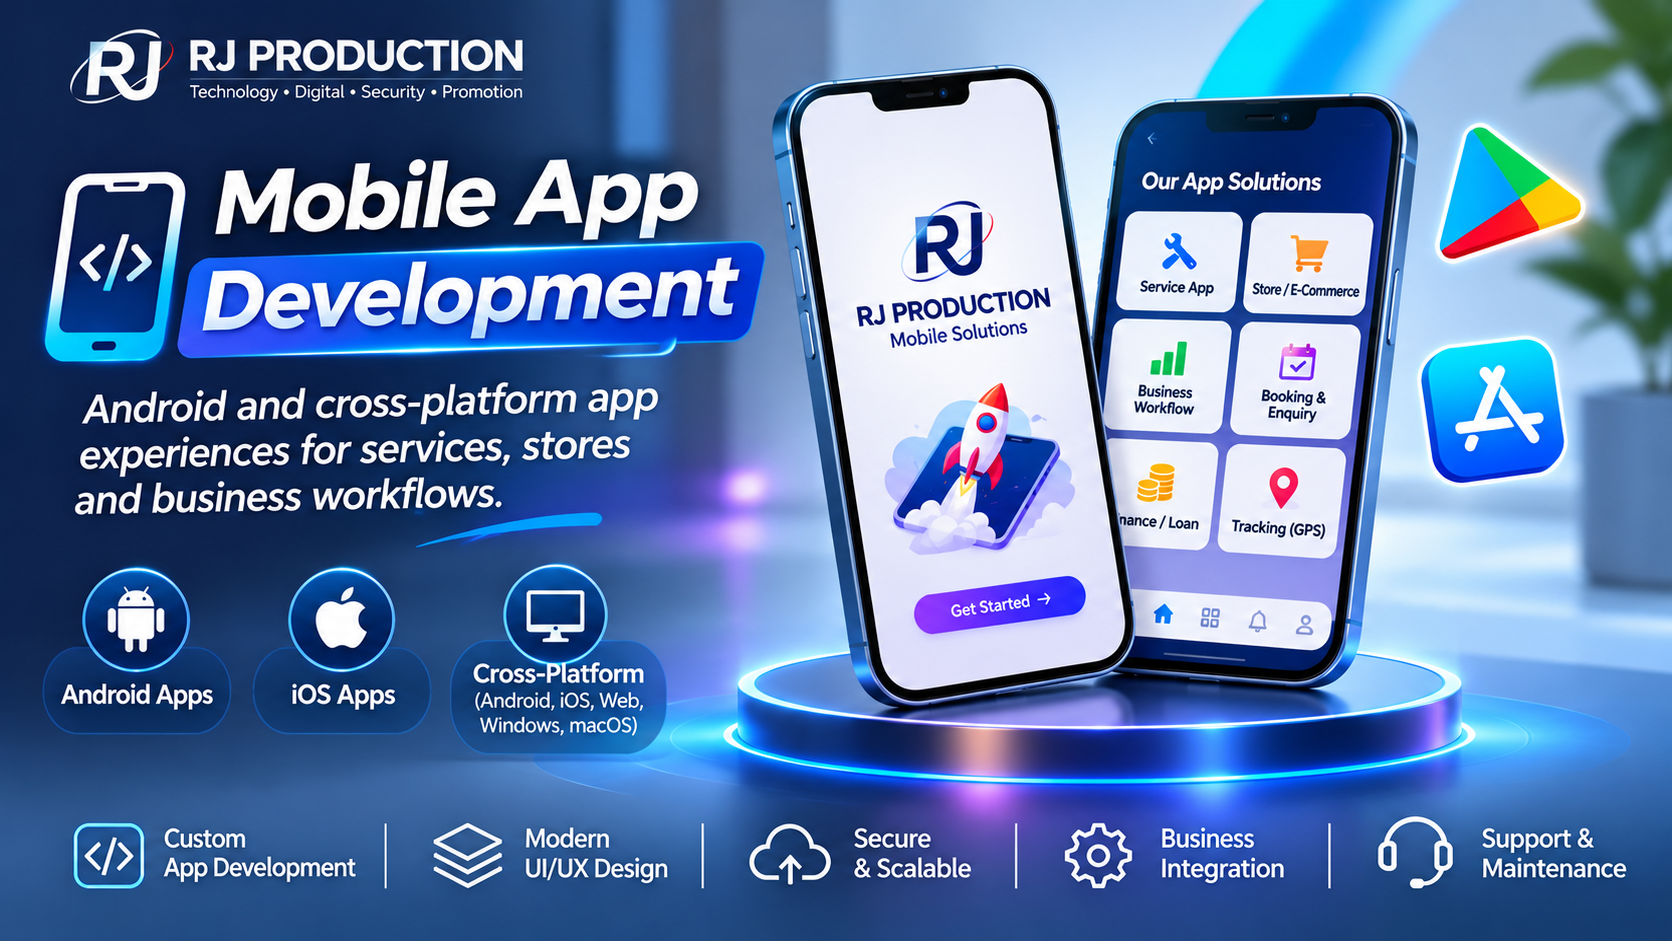 RJ
RJ PRODUCTION
Technology • Digital • Security • Promotion
Mobile App
Development
Android and cross-platform app
experiences for services, stores
and business workflows.
Android Apps
iOS Apps
Cross-Platform
(Android, iOS, Web,
Windows, macOS)
RJ
RJ PRODUCTION
Mobile Solutions
Get Started →
Our App Solutions
Service App
Store / E-Commerce
Business
Workflow
Booking &
Enquiry
/ Loan
Tracking (GPS)
Custom
App Development
Modern
UI/UX Design
Secure
& Scalable
Business
Integration
Support &
Maintenance